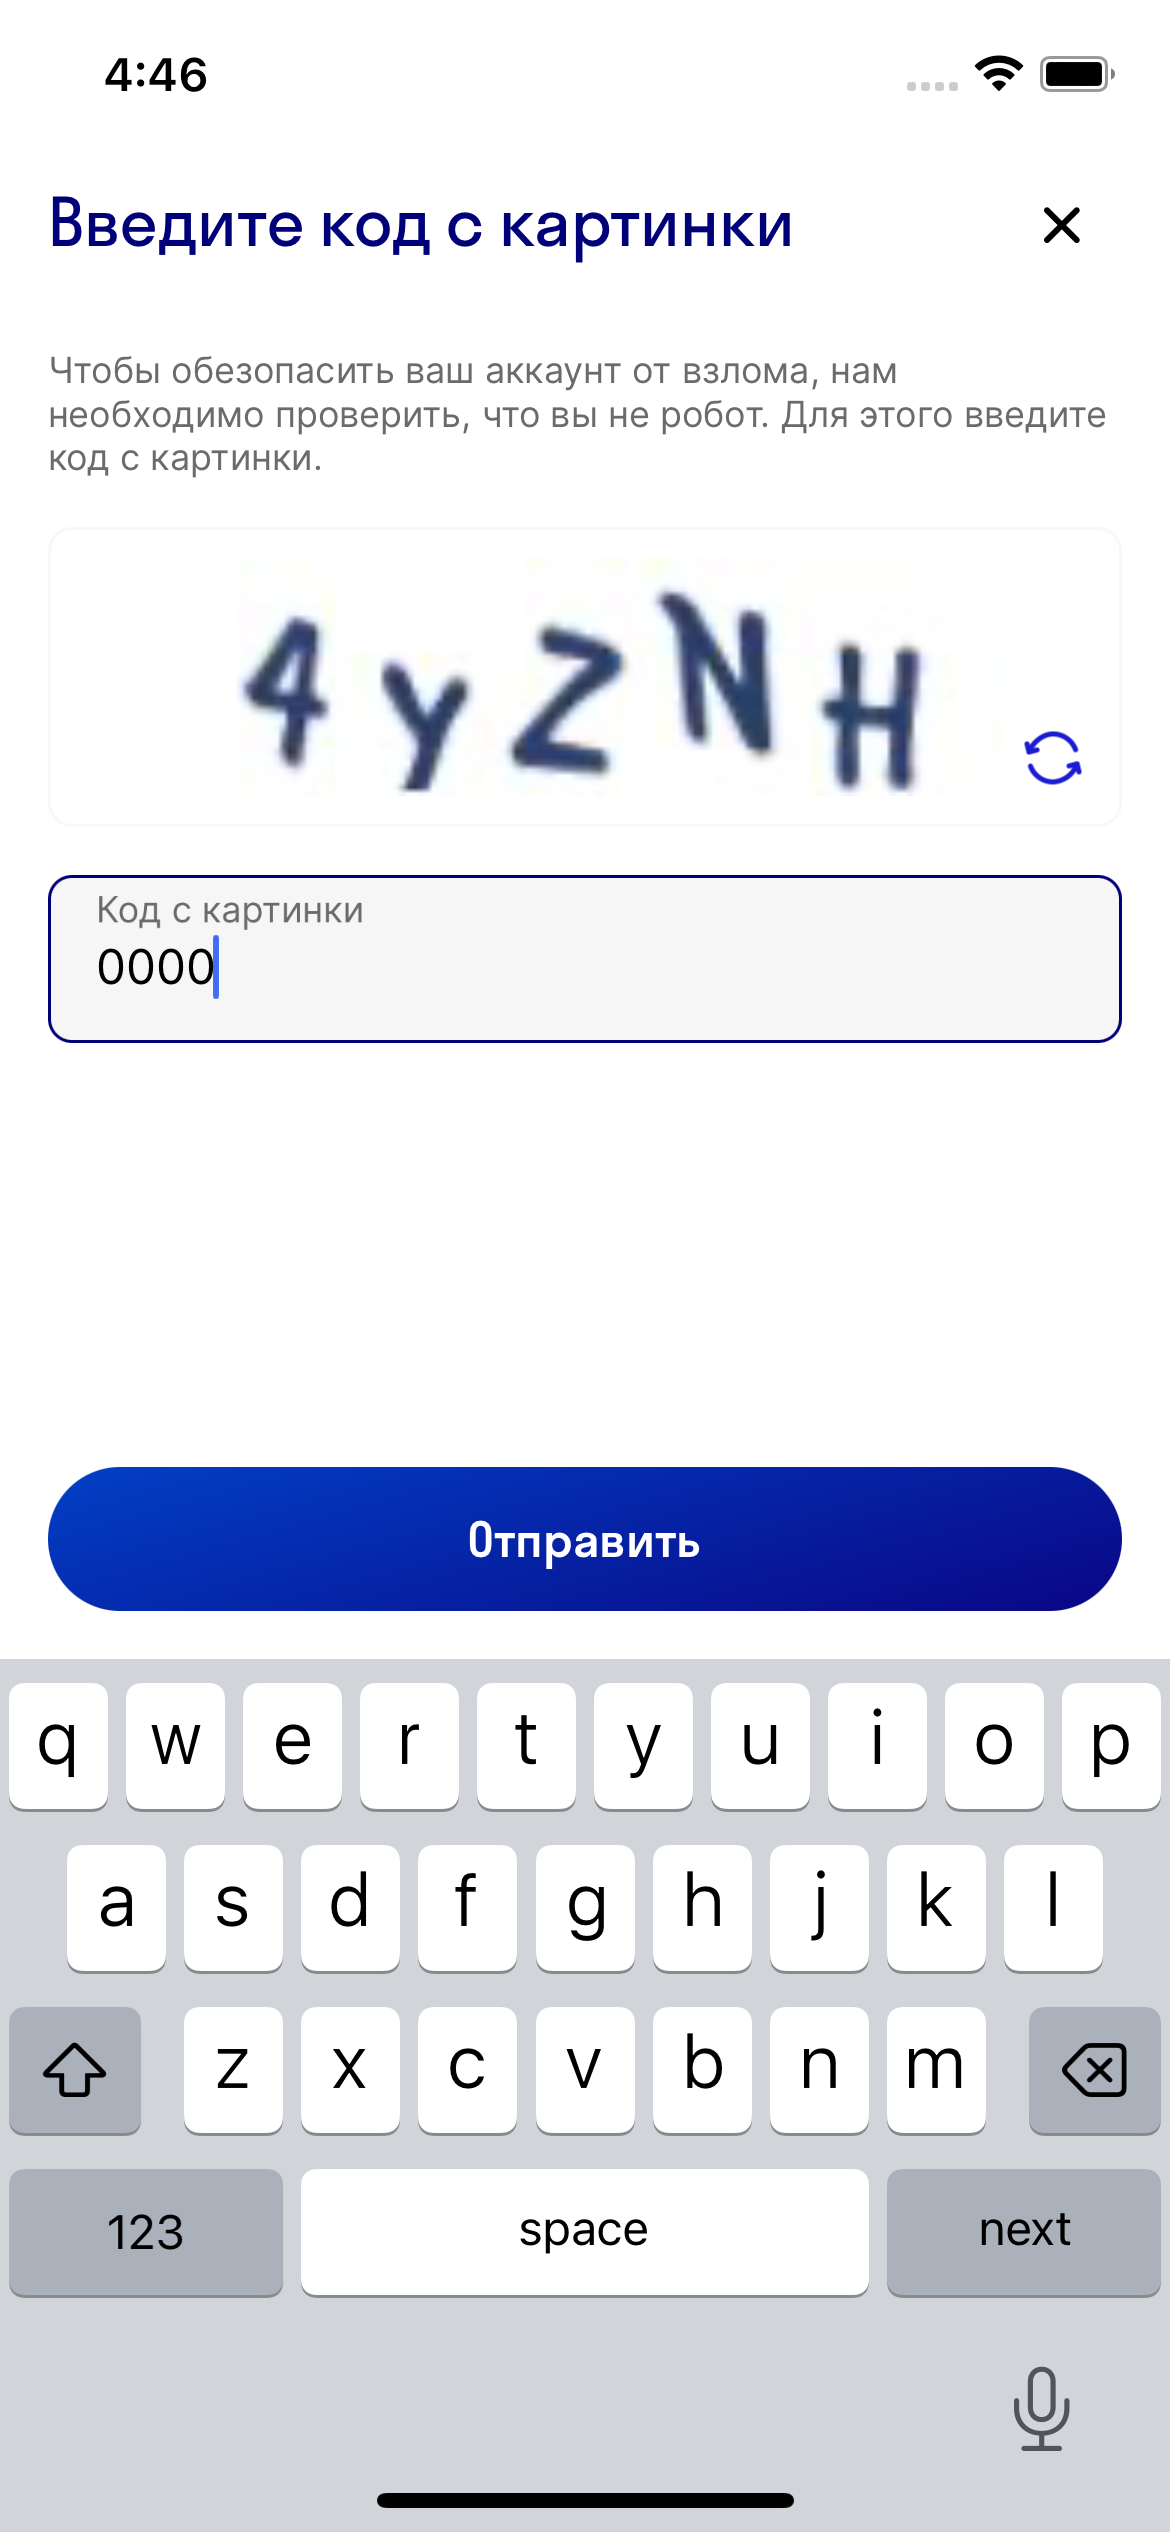 4:46
Введите код с картинки
Чтобы обезопасить ваш аккаунт от взлома, нам
необходимо проверить, что вы не робот. Для этого введите
код с картинки.
4yZNH
Код с картинки
0000
Отправить
q w e r t y u i o p
a s d f g h j k l
z x c v b n m
123 space next